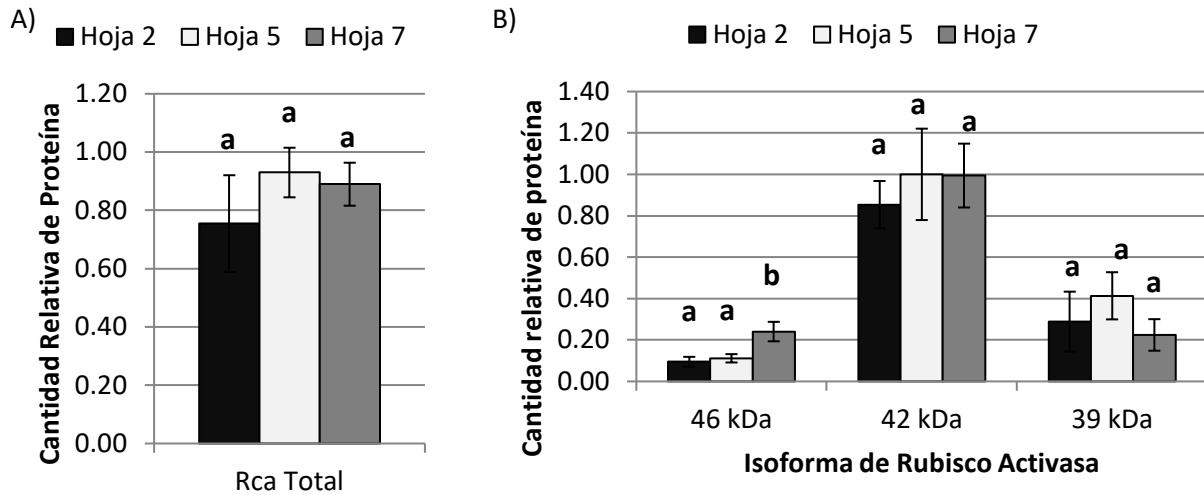 A)
Hoja 2 Hoja 5 Hoja 7
Cantidad Relativa de Proteína
1.20
1.00
0.80
0.60
0.40
0.20
0.00
a a a
Rca Total
B)
Hoja 2 Hoja 5 Hoja 7
Cantidad relativa de proteína
1.40
1.20
1.00
0.80
0.60
0.40
0.20
0.00
a a b a a a a a a
46 kDa 42 kDa 39 kDa
Isoforma de Rubisco Activasa